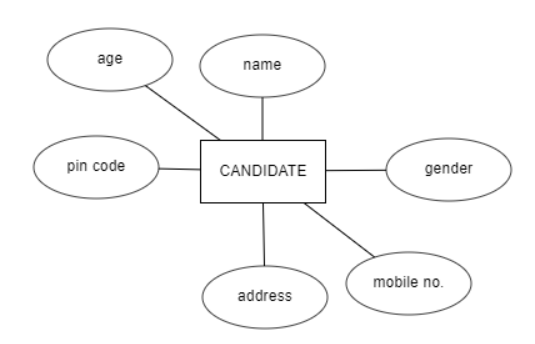 age
name
pin code
CANDIDATE
gender
address
mobile no.